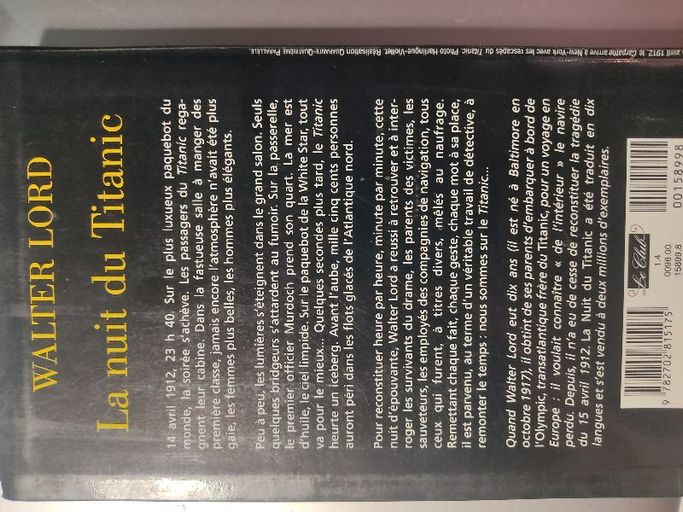 WALTER LORD
La nuit du Titanic
14 avril 1912, 23 h 40. Sur le plus luxueux paquebot du
monde, la soirée s'achève. Les passagers du Titanic rega-
gnent leur cabine. Dans la fastueuse salle à manger des
première classe, jamais encore l'atmosphère n'avait été plus
gaie, les femmes plus belles, les hommes plus élégants.
Peu à peu, les lumières s'éteignent dans le grand salon. Seuls
quelques bridgeurs s'attardent au fumoir. Sur la passerelle,
le premier officier Murdoch prend son quart. La mer est
d'huile, le ciel limpide. Sur le paquebot de la White Star, tout
va pour le mieux... Quelques secondes plus tard, le Titanic
heurte un iceberg. Avant l'aube, mille cinq cents personnes
auront péri dans les flots glacés de l'Atlantique nord.
Pour reconstituer heure par heure, minute par minute, cette
nuit d'épouvante, Walter Lord a réussi à retrouver et à inter-
roger les survivants du drame, les parents des victimes, les
sauveteurs, les employés des compagnies de navigation, tous
ceux qui furent, à titres divers, mêlés au naufrage.
Remettant chaque fait, chaque geste, chaque mot à sa place,
il est parvenu, au terme d'un véritable travail de détective, à
remonter le temps : nous sommes sur le Titanic...
Quand Walter Lord eut dix ans (il est né à Baltimore en
octobre 1917), il obtint de ses parents d'embarquer à bord de
l'Olympic, transatlantique frère du Titanic, pour un voyage en
Europe : il voulait connaître « de l'intérieur » le navire
perdu. Depuis, il n'a eu de cesse de reconstituer la tragédie
du 15 avril 1912. La Nuit du Titanic a été traduit en dix
langues et s'est vendu à deux millions d'exemplaires.
avril 1912, le Carpathe arrive à New-York avec les rescapés du Titanic. Photo Harlingue-Viollet. Réalisation QUARANTE-QUATRIÈME PARALLÈLE.
Le Club
1.4
0098.00
15899.8
00158998
9 782702 815175